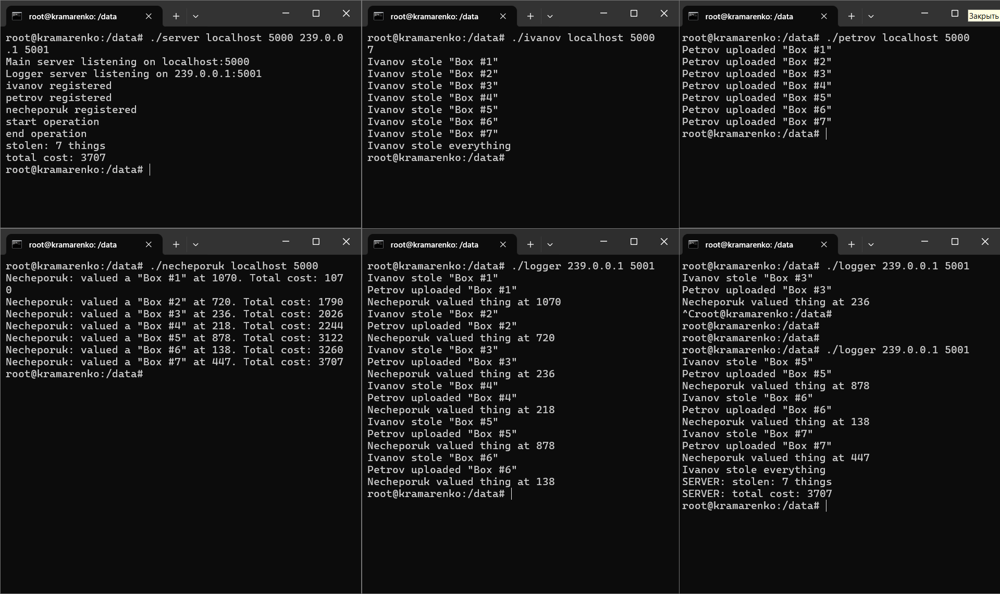 root@kramarenko: /data
root@kramarenko:/data# ./server localhost 5000 239.0.0
.1 5001
Main server listening on localhost:5000
Logger server listening on 239.0.0.1:5001
ivanov registered
petrov registered
necheporuk registered
start operation
end operation
stolen: 7 things
total cost: 3707
root@kramarenko:/data#
root@kramarenko: /data
root@kramarenko:/data# ./ivanov localhost 5000
7
Ivanov stole "Box #1"
Ivanov stole "Box #2"
Ivanov stole "Box #3"
Ivanov stole "Box #4"
Ivanov stole "Box #5"
Ivanov stole "Box #6"
Ivanov stole "Box #7"
Ivanov stole everything
root@kramarenko:/data#
root@kramarenko: /data
Закрыть
root@kramarenko:/data# ./petrov localhost 5000
Petrov uploaded "Box #1"
Petrov uploaded "Box #2"
Petrov uploaded "Box #3"
Petrov uploaded "Box #4"
Petrov uploaded "Box #5"
Petrov uploaded "Box #6"
Petrov uploaded "Box #7"
root@kramarenko:/data#
root@kramarenko: /data
root@kramarenko:/data# ./necheporuk localhost 5000
Necheporuk: valued a "Box #1" at 1070. Total cost: 107
0
Necheporuk: valued a "Box #2" at 720. Total cost: 1790
Necheporuk: valued a "Box #3" at 236. Total cost: 2026
Necheporuk: valued a "Box #4" at 218. Total cost: 2244
Necheporuk: valued a "Box #5" at 878. Total cost: 3122
Necheporuk: valued a "Box #6" at 138. Total cost: 3260
Necheporuk: valued a "Box #7" at 447. Total cost: 3707
root@kramarenko:/data#
root@kramarenko: /data
root@kramarenko:/data# ./logger 239.0.0.1 5001
Ivanov stole "Box #1"
Petrov uploaded "Box #1"
Necheporuk valued thing at 1070
Ivanov stole "Box #2"
Petrov uploaded "Box #2"
Necheporuk valued thing at 720
Ivanov stole "Box #3"
Petrov uploaded "Box #3"
Necheporuk valued thing at 236
Ivanov stole "Box #4"
Petrov uploaded "Box #4"
Necheporuk valued thing at 218
Ivanov stole "Box #5"
Petrov uploaded "Box #5"
Necheporuk valued thing at 878
Ivanov stole "Box #6"
Petrov uploaded "Box #6"
Necheporuk valued thing at 138
root@kramarenko:/data#
root@kramarenko: /data
root@kramarenko:/data# ./logger 239.0.0.1 5001
Ivanov stole "Box #3"
Petrov uploaded "Box #3"
Necheporuk valued thing at 236
^Croot@kramarenko:/data#
root@kramarenko:/data#
root@kramarenko:/data#
root@kramarenko:/data# ./logger 239.0.0.1 5001
Ivanov stole "Box #5"
Petrov uploaded "Box #5"
Necheporuk valued thing at 878
Ivanov stole "Box #6"
Petrov uploaded "Box #6"
Necheporuk valued thing at 138
Ivanov stole "Box #7"
Petrov uploaded "Box #7"
Necheporuk valued thing at 447
Ivanov stole everything
SERVER: stolen: 7 things
SERVER: total cost: 3707
root@kramarenko:/data#